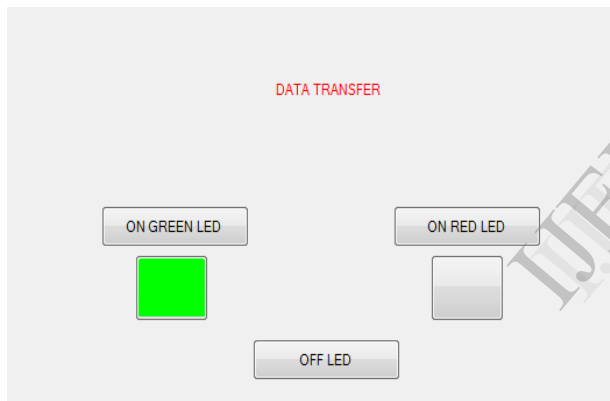 DATA TRANSFER
ON GREEN LED
ON RED LED
OFF LED